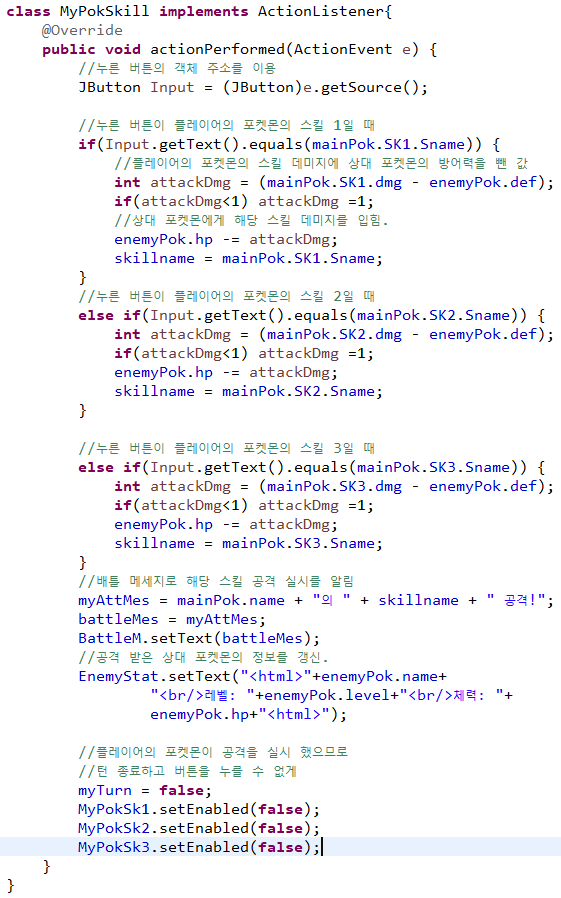 class MyPokSkill implements ActionListener{
    @Override
    public void actionPerformed(ActionEvent e) {
        //누른 버튼의 객체 주소를 이용
        JButton Input = (JButton)e.getSource();

        //누른 버튼이 플레이어의 포켓몬의 스킬 1일 때
        if(Input.getText().equals(mainPok.SK1.Sname)) {
            //플레이어의 포켓몬의 스킬 데미지에 상대 포켓몬의 방어력을 뺀 값
            int attackDmg = (mainPok.SK1.dmg - enemyPok.def);
            if(attackDmg<1) attackDmg =1;
            //상대 포켓몬에게 해당 스킬 데미지를 입힘.
            enemyPok.hp -= attackDmg;
            skillname = mainPok.SK1.Sname;
        }
        //누른 버튼이 플레이어의 포켓몬의 스킬 2일 때
        else if(Input.getText().equals(mainPok.SK2.Sname)) {
            int attackDmg = (mainPok.SK2.dmg - enemyPok.def);
            if(attackDmg<1) attackDmg =1;
            enemyPok.hp -= attackDmg;
            skillname = mainPok.SK2.Sname;
        }

        //누른 버튼이 플레이어의 포켓몬의 스킬 3일 때
        else if(Input.getText().equals(mainPok.SK3.Sname)) {
            int attackDmg = (mainPok.SK3.dmg - enemyPok.def);
            if(attackDmg<1) attackDmg =1;
            enemyPok.hp -= attackDmg;
            skillname = mainPok.SK3.Sname;
        }
        //배틀 메세지로 해당 스킬 공격 실시를 알림
        myAttMes = mainPok.name + "의 " + skillname + " 공격!";
        battleMes = myAttMes;
        BattleM.setText(battleMes);
        //공격 받은 상대 포켓몬의 정보를 갱신.
        EnemyStat.setText("<html>"+enemyPok.name+
                "<br/>레벨: "+enemyPok.level+"<br/>체력: "+
                enemyPok.hp+"<html>");

        //플레이어의 포켓몬이 공격을 실시 했으므로
        //턴 종료하고 버튼을 누를 수 없게
        myTurn = false;
        MyPokSk1.setEnabled(false);
        MyPokSk2.setEnabled(false);
        MyPokSk3.setEnabled(false);
    }
}